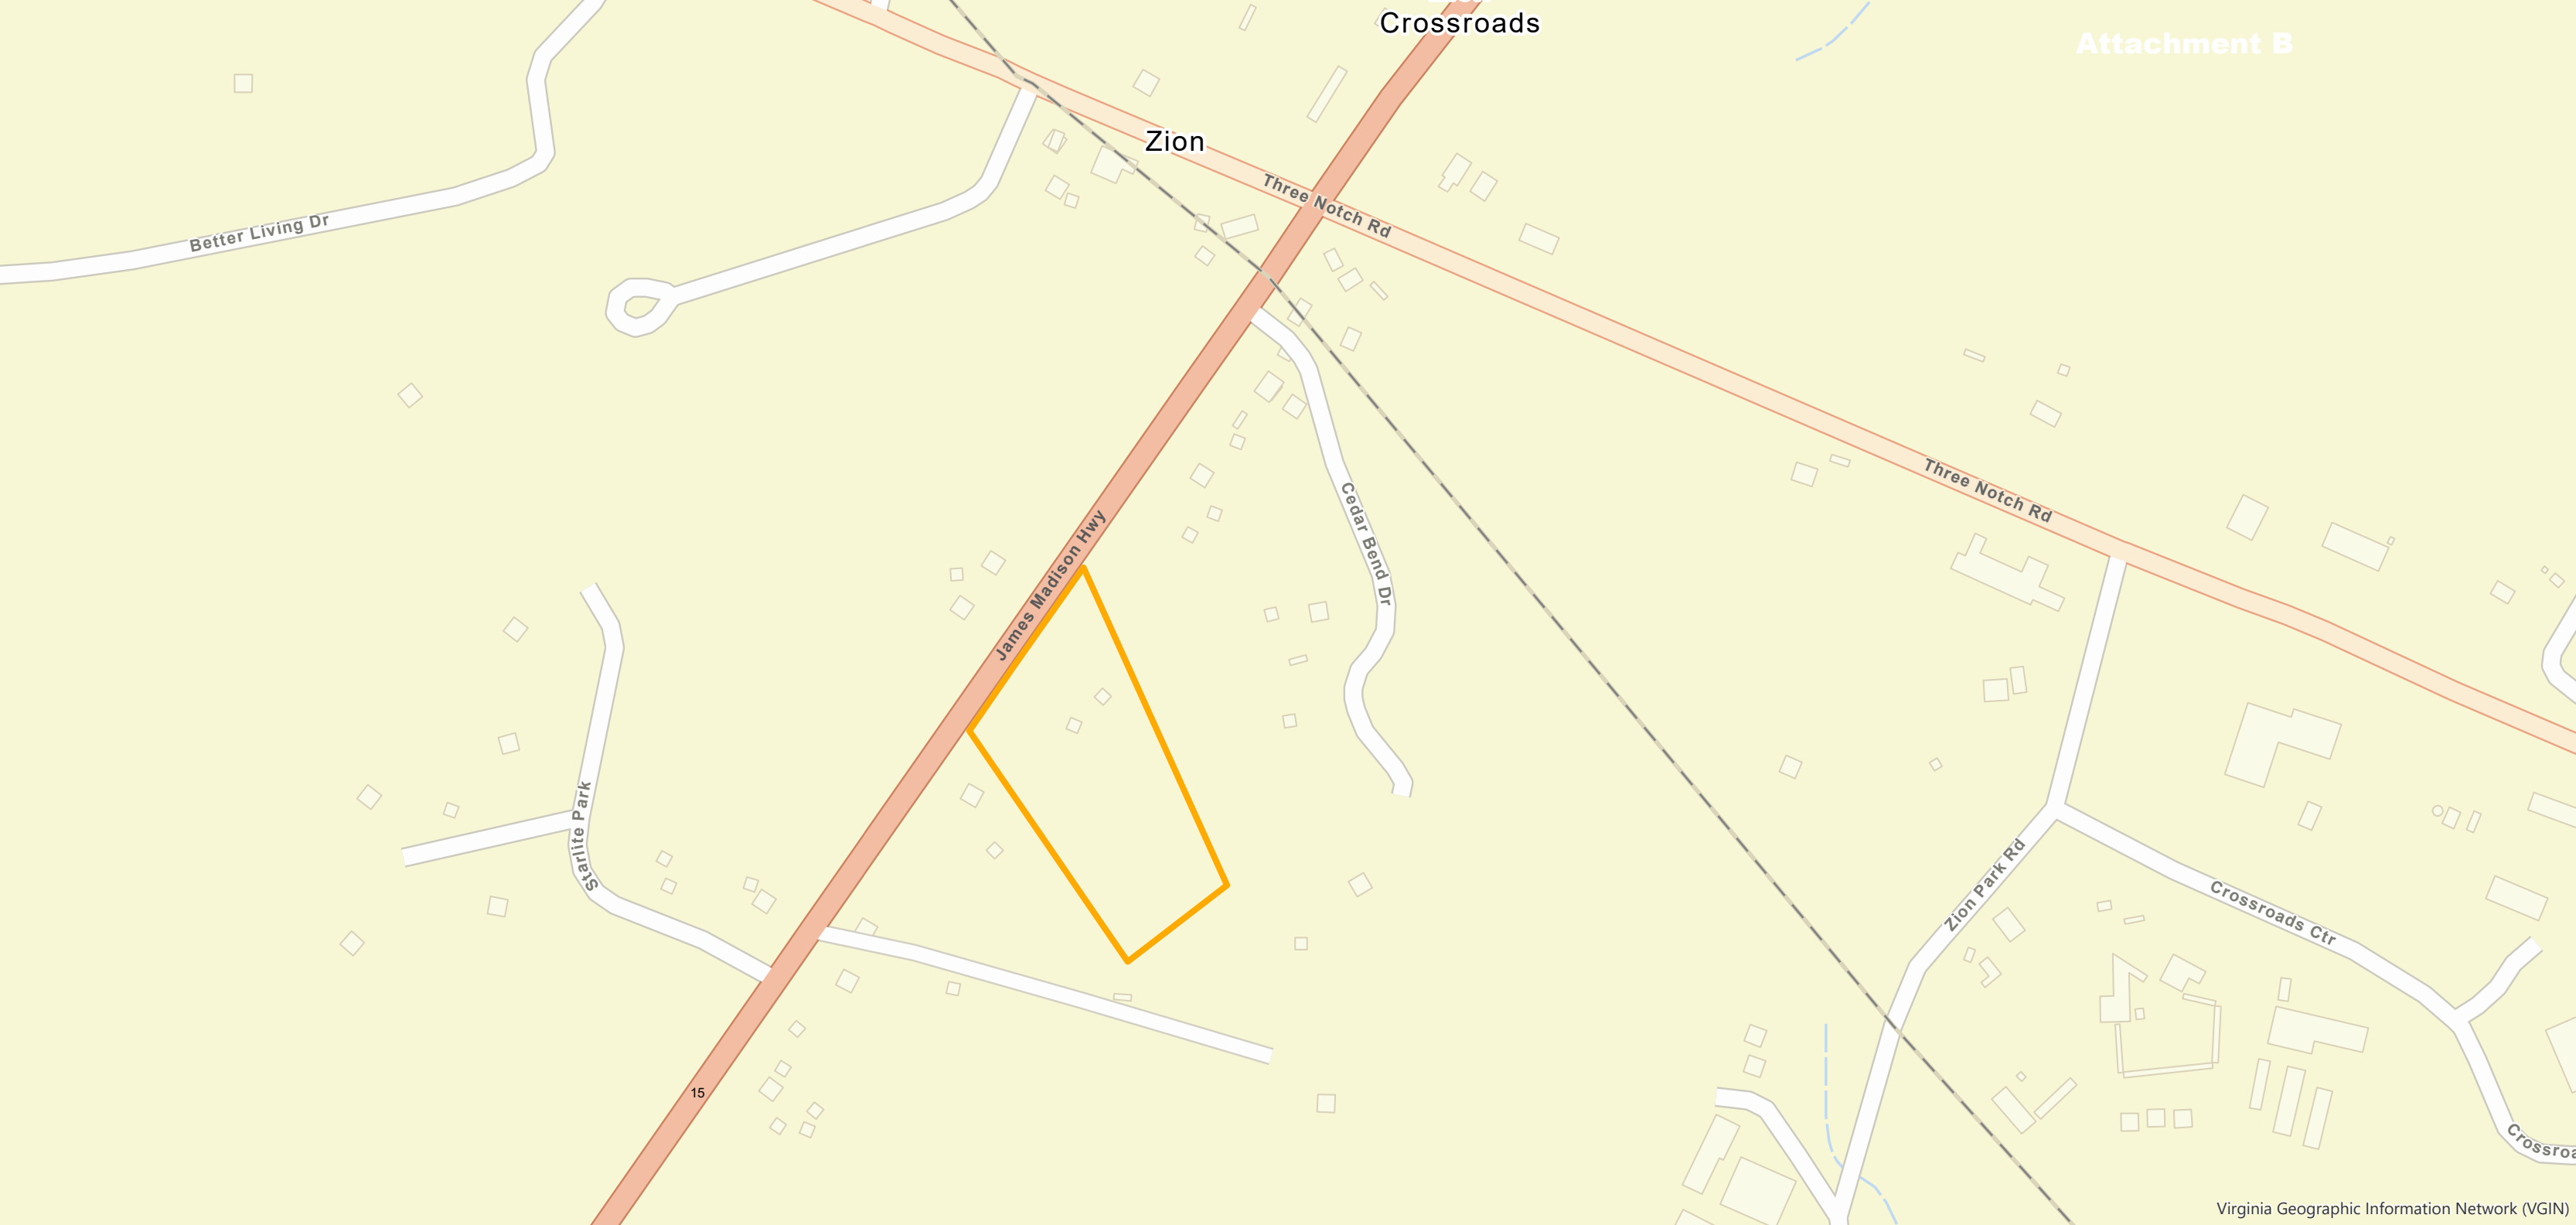 Crossroads
Attachment B
Zion
Three Notch Rd
Better Living Dr
Three Notch Rd
Cedar Bend Dr
James Madison Hwy
Starlite Park
Zion Park Rd
Crossroads Ctr
15
Crossroa
Virginia Geographic Information Network (VGIN)